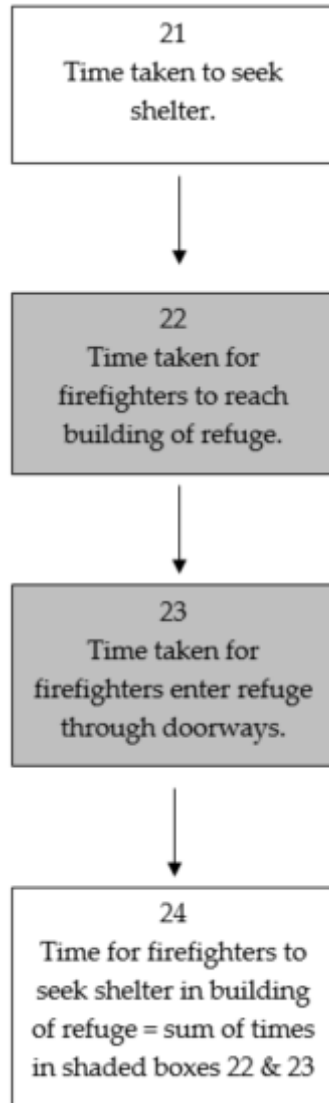 21
Time taken to seek
shelter.
22
Time taken for
firefighters to reach
building of refuge.
23
Time taken for
firefighters enter refuge
through doorways.
24
Time for firefighters to
seek shelter in building
of refuge = sum of times
in shaded boxes 22 & 23